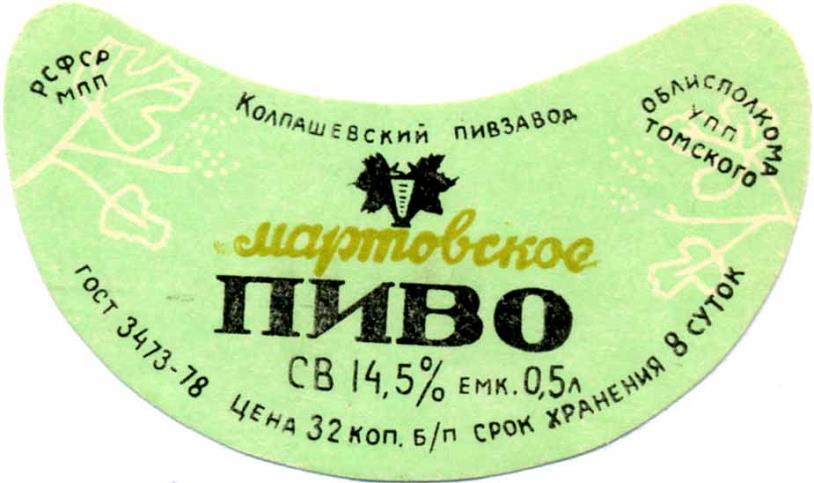 РСФСР
МПП
Колпашевский пивзавод
ОБЛИСПОЛКОМА
УПП
ТОМСКОГО
мартовское
ПИВО
СВ 14,5% ЕМК. 0,5л
ГОСТ 3473-78 ЦЕНА 32 КОП. Б/П СРОК ХРАНЕНИЯ 8 СУТОК